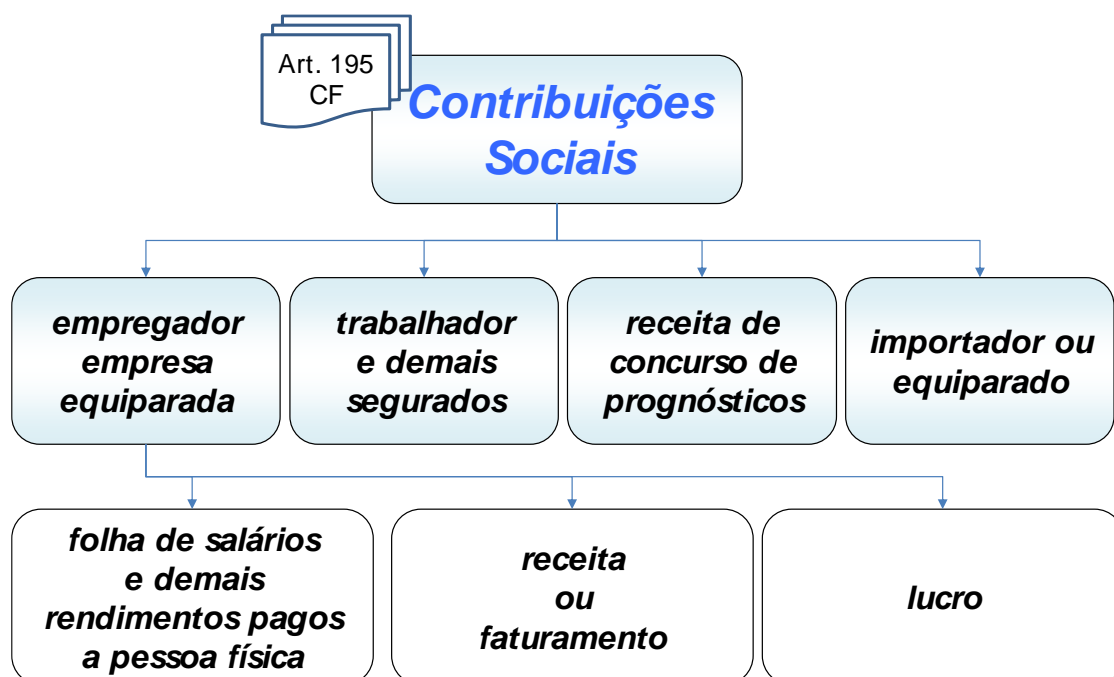 Art. 195
CF
Contribuições
Sociais
empregador
empresa
equiparada
trabalhador
e demais
segurados
receita de
concurso de
prognósticos
importador ou
equiparado
folha de salários
e demais
rendimentos pagos
a pessoa física
receita
ou
faturamento
lucro